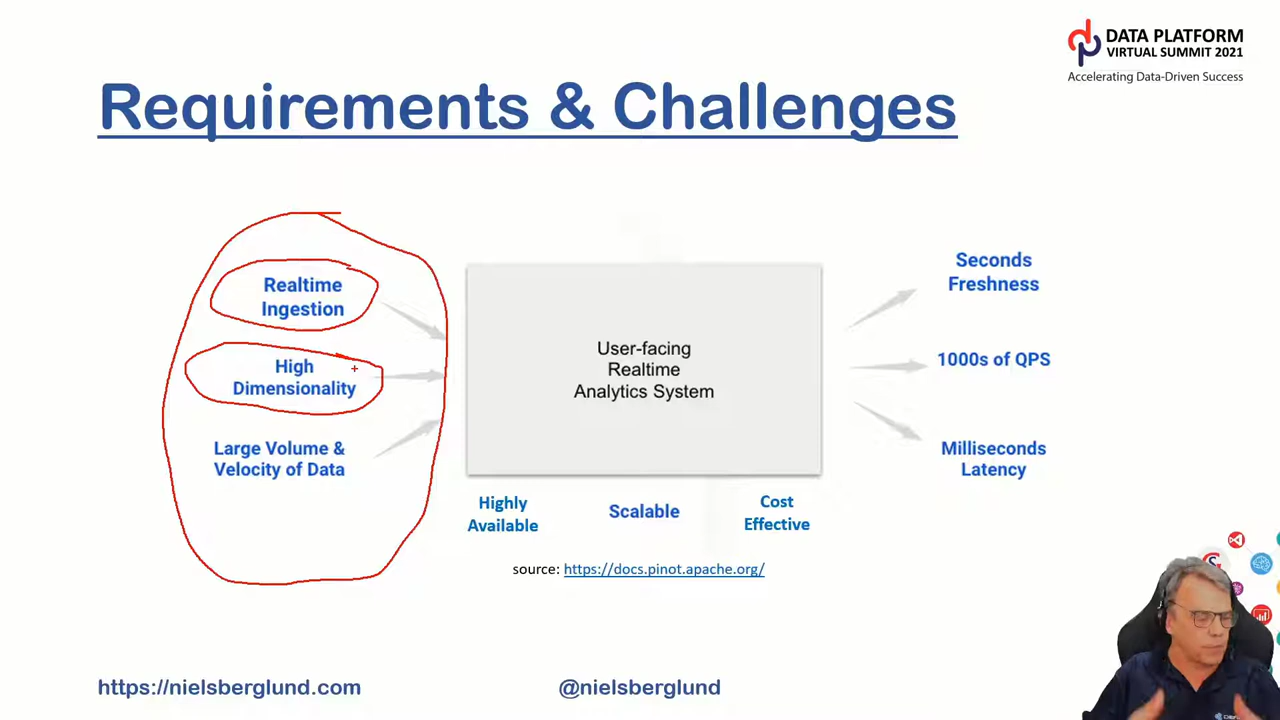 DATA PLATFORM
VIRTUAL SUMMIT 2021
Accelerating Data-Driven Success
Requirements & Challenges
Realtime
Ingestion
High
Dimensionality
Large Volume &
Velocity of Data
User-facing
Realtime
Analytics System
Seconds
Freshness
1000s of QPS
Milliseconds
Latency
Highly
Available
Scalable
Cost
Effective
source: https://docs.pinot.apache.org/
https://nielsberglund.com
@nielsberglund